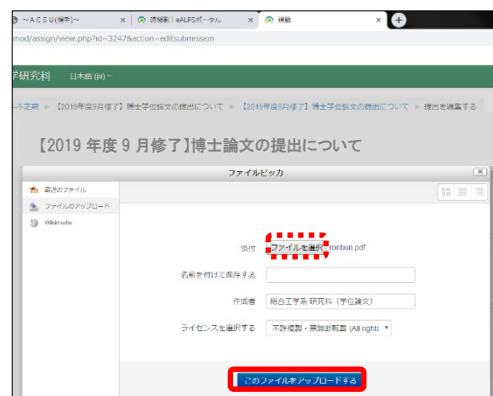 ～ＡＣＳＵ(保手)～ × 時間割 | eALPSポータル × 課題 ×
mod/assign/view.php?id=3247&action=editsubmission
学研究科 日本語 (ja)
不定期 ► 【2019年度9月修了】博士学位論文の提出について ► 【2019年度9月修了】博士学位論文の提出について ► 提出を編集する
【2019 年度 9 月修了】博士論文の提出について
ファイルピッカ
最近のファイル
ファイルのアップロード
Wikimedia
添付 ファイルを選択 ronbun.pdf
名前を付けて保存する
作成者 総合工学系 研究科（学位論文）
ライセンスを選択する 不許複製・禁無断転載 (All rights
このファイルをアップロードする